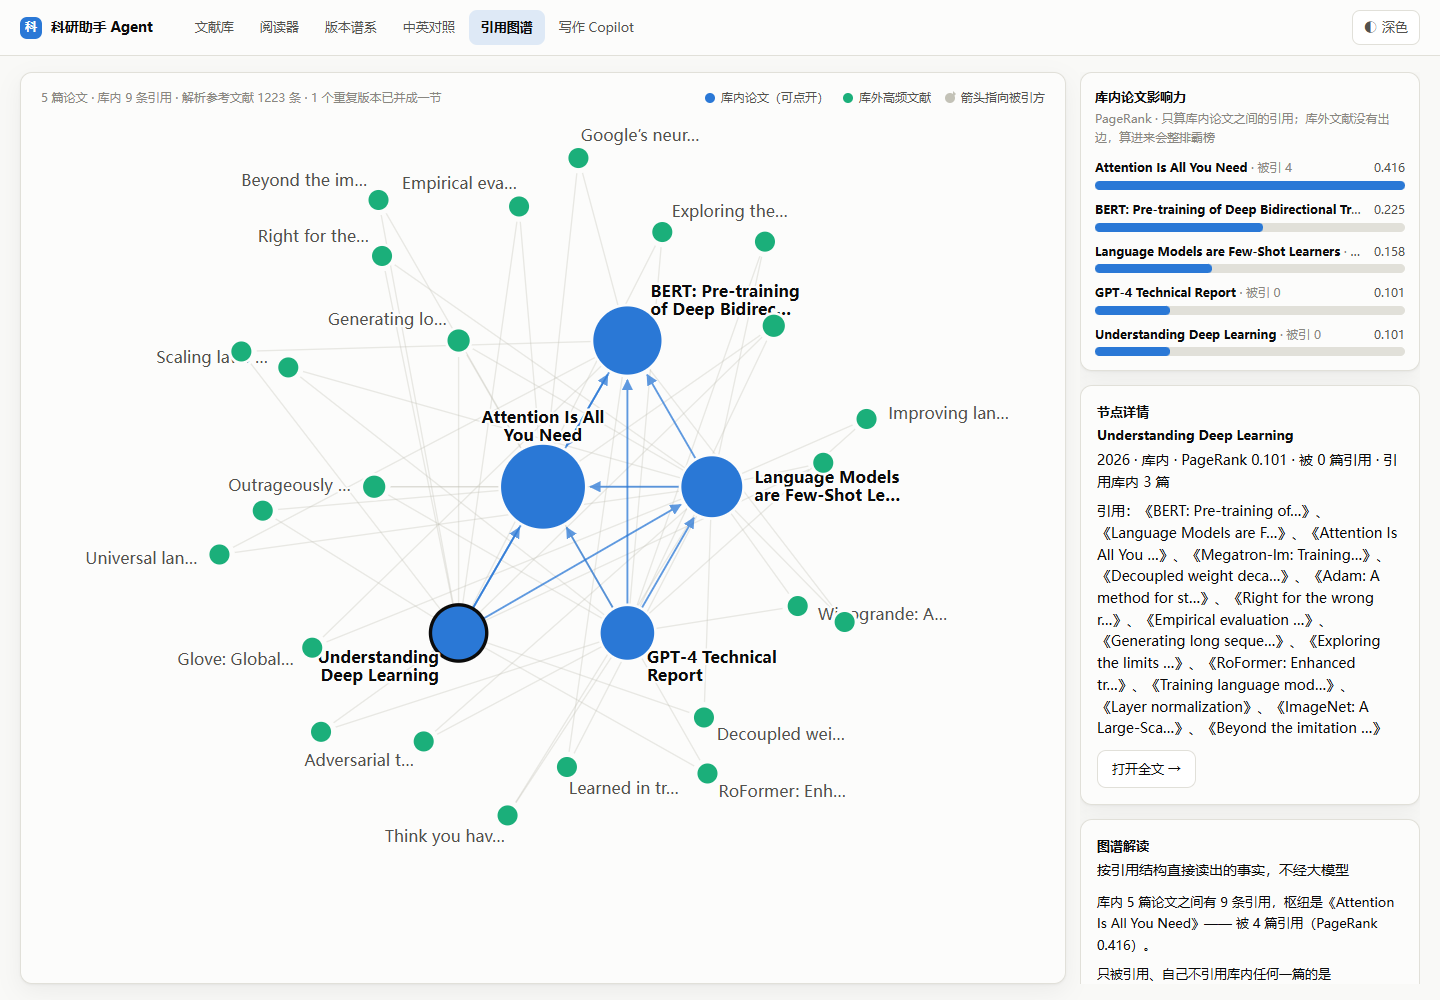 科 科研助手 Agent 文献库 阅读器 版本谱系 中英对照 引用图谱 写作 Copilot 深色
5 篇论文 · 库内 9 条引用 · 解析参考文献 1223 条 · 1 个重复版本已并成一节
库内论文（可点开） 库外高频文献 箭头指向被引方
Google's neur...
Beyond the im...
Empirical eva...
Exploring the...
Right for the...
BERT: Pre-training
of Deep Bidirec...
Generating lo...
Scaling la ...
Attention Is All
You Need
Improving lan...
Language Models
are Few-Shot Le...
Outrageously ...
Universal lan...
Winogrande: A...
Glove: Global...
Understanding
Deep Learning
GPT-4 Technical
Report
Decoupled wei...
Adversarial t...
Learned in tr...
RoFormer: Enh...
Think you hav...
库内论文影响力
PageRank · 只算库内论文之间的引用；库外文献没有出
边，算进来会整排霸榜
Attention Is All You Need · 被引 4 0.416
BERT: Pre-training of Deep Bidirectional Tr... 0.225
Language Models are Few-Shot Learners · ... 0.158
GPT-4 Technical Report · 被引 0 0.101
Understanding Deep Learning · 被引 0 0.101
节点详情
Understanding Deep Learning
2026 · 库内 · PageRank 0.101 · 被 0 篇引用 · 引
用库内 3 篇
引用：《BERT: Pre-training of...》、
《Language Models are F...》、《Attention Is
All You ...》、《Megatron-lm: Training...》、
《Decoupled weight deca...》、《Adam: A
method for st...》、《Right for the wrong
r...》、《Empirical evaluation ...》、
《Generating long seque...》、《Exploring
the limits ...》、《RoFormer: Enhanced
tr...》、《Training language mod...》、
《Layer normalization》、《ImageNet: A
Large-Sca...》、《Beyond the imitation ...》
打开全文 →
图谱解读
按引用结构直接读出的事实，不经大模型
库内 5 篇论文之间有 9 条引用，枢纽是《Attention
Is All You Need》—— 被 4 篇引用（PageRank
0.416）。
只被引用、自己不引用库内任何一篇的是